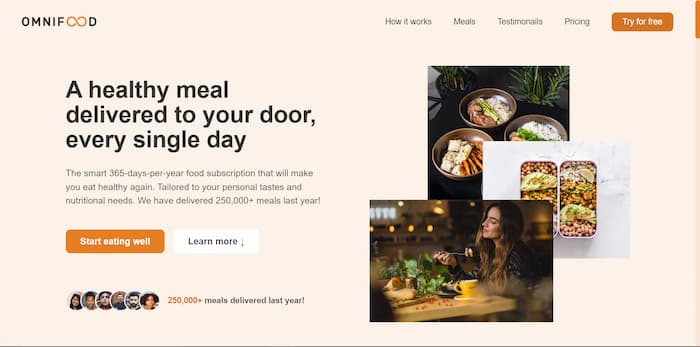 OMNIFOOD
How it works
Meals
Testimonails
Pricing
Try for free
A healthy meal
delivered to your door,
every single day
The smart 365-days-per-year food subscription that will make
you eat healthy again. Tailored to your personal tastes and
nutritional needs. We have delivered 250,000+ meals last year!
Start eating well
Learn more ↓
250,000+ meals delivered last year!